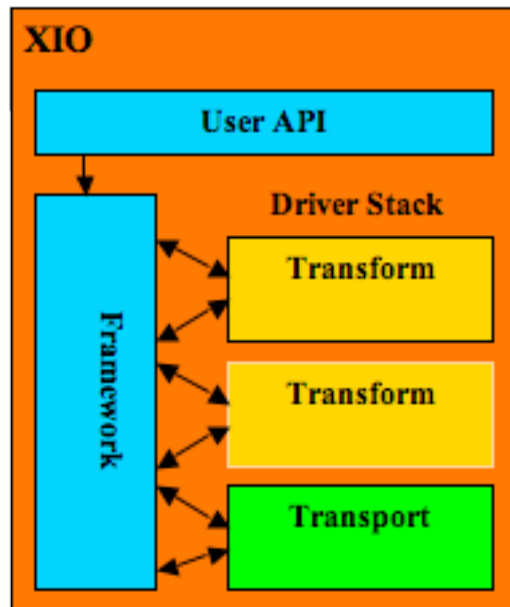 XIO
User API
Driver Stack
Framework
Transform
Transform
Transport